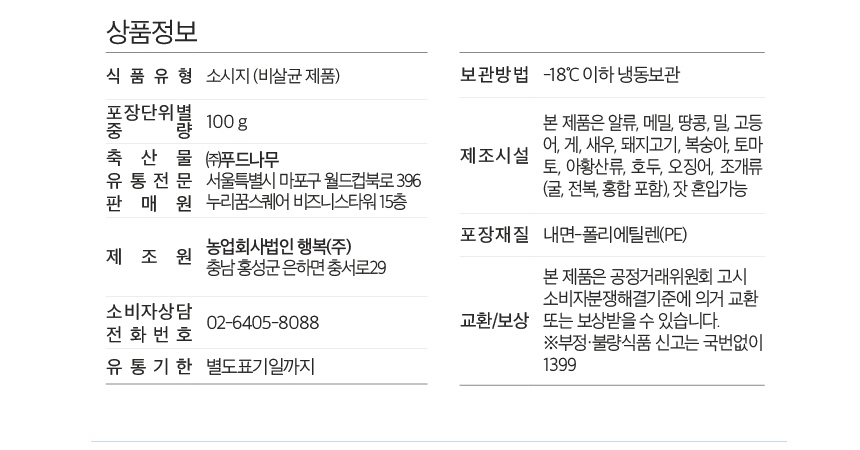 상품정보
식품유형 소시지 (비살균 제품)
포장단위별
중량 100 g
축산물 ㈜푸드나무
유통전문 서울특별시 마포구 월드컵북로 396
판매원 누리꿈스퀘어 비즈니스타워 15층
제조원 농업회사법인 행복(주)
충남 홍성군 은하면 충서로29
소비자상담
전화번호 02-6405-8088
유통기한 별도표기일까지
보관방법 -18℃ 이하 냉동보관
제조시설 본 제품은 알류, 메밀, 땅콩, 밀, 고등
어, 게, 새우, 돼지고기, 복숭아, 토마
토, 아황산류, 호두, 오징어, 조개류
(굴, 전복, 홍합 포함), 잣 혼입가능
포장재질 내면-폴리에틸렌(PE)
교환/보상 본 제품은 공정거래위원회 고시
소비자분쟁해결기준에 의거 교환
또는 보상받을 수 있습니다.
※부정·불량식품 신고는 국번없이
1399